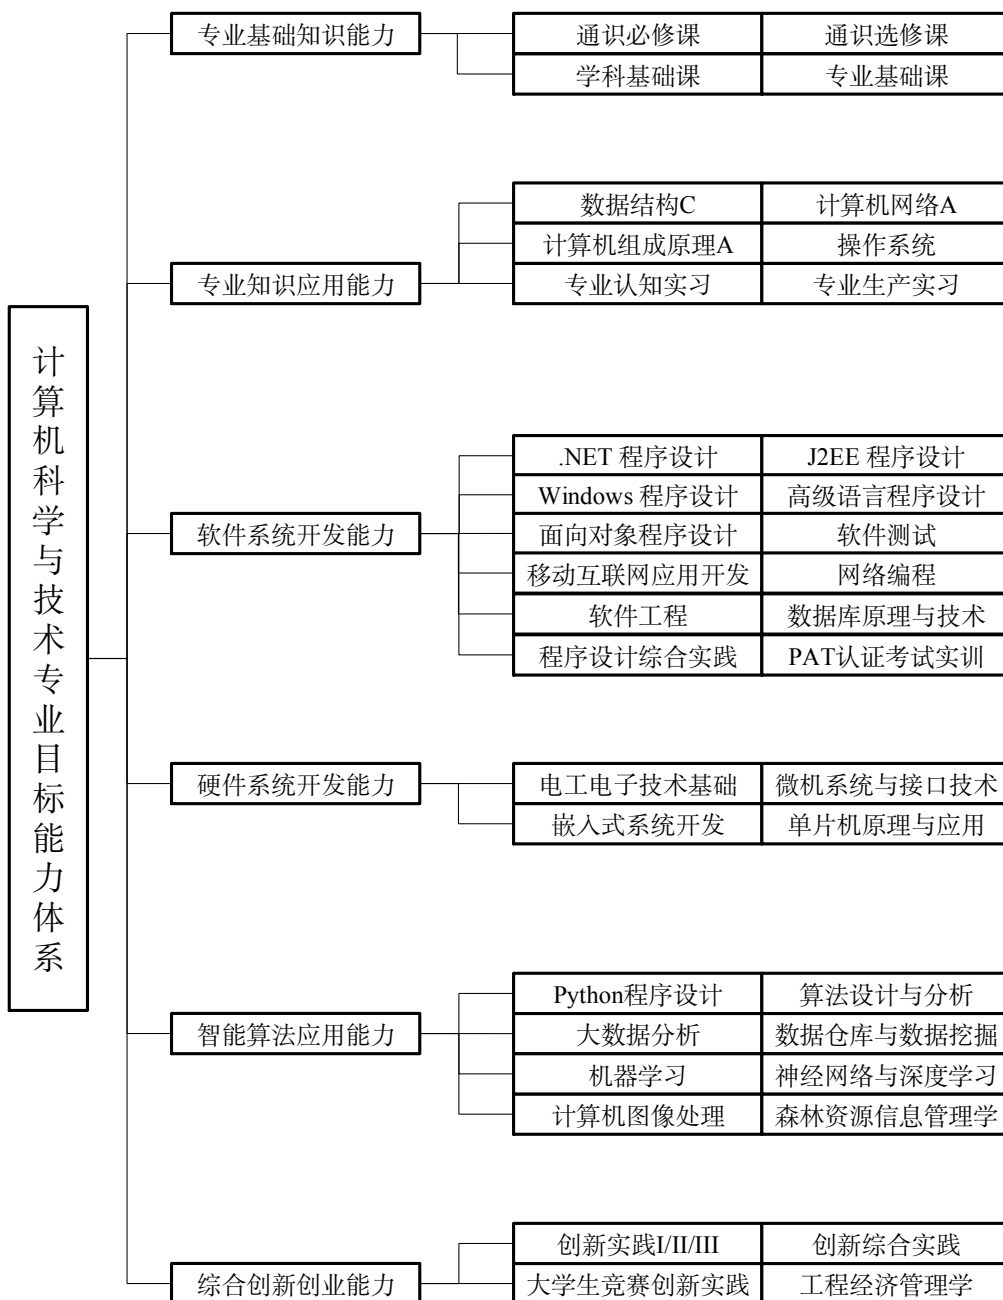 计算机科学与技术专业目标能力体系
专业基础知识能力
通识必修课 通识选修课
学科基础课 专业基础课
专业知识应用能力
数据结构C 计算机网络A
计算机组成原理A 操作系统
专业认知实习 专业生产实习
软件系统开发能力
.NET 程序设计 J2EE 程序设计
Windows 程序设计 高级语言程序设计
面向对象程序设计 软件测试
移动互联网应用开发 网络编程
软件工程 数据库原理与技术
程序设计综合实践 PAT认证考试实训
硬件系统开发能力
电工电子技术基础 微机系统与接口技术
嵌入式系统开发 单片机原理与应用
智能算法应用能力
Python程序设计 算法设计与分析
大数据分析 数据仓库与数据挖掘
机器学习 神经网络与深度学习
计算机图像处理 森林资源信息管理学
综合创新创业能力
创新实践I/II/III 创新综合实践
大学生竞赛创新实践 工程经济管理学